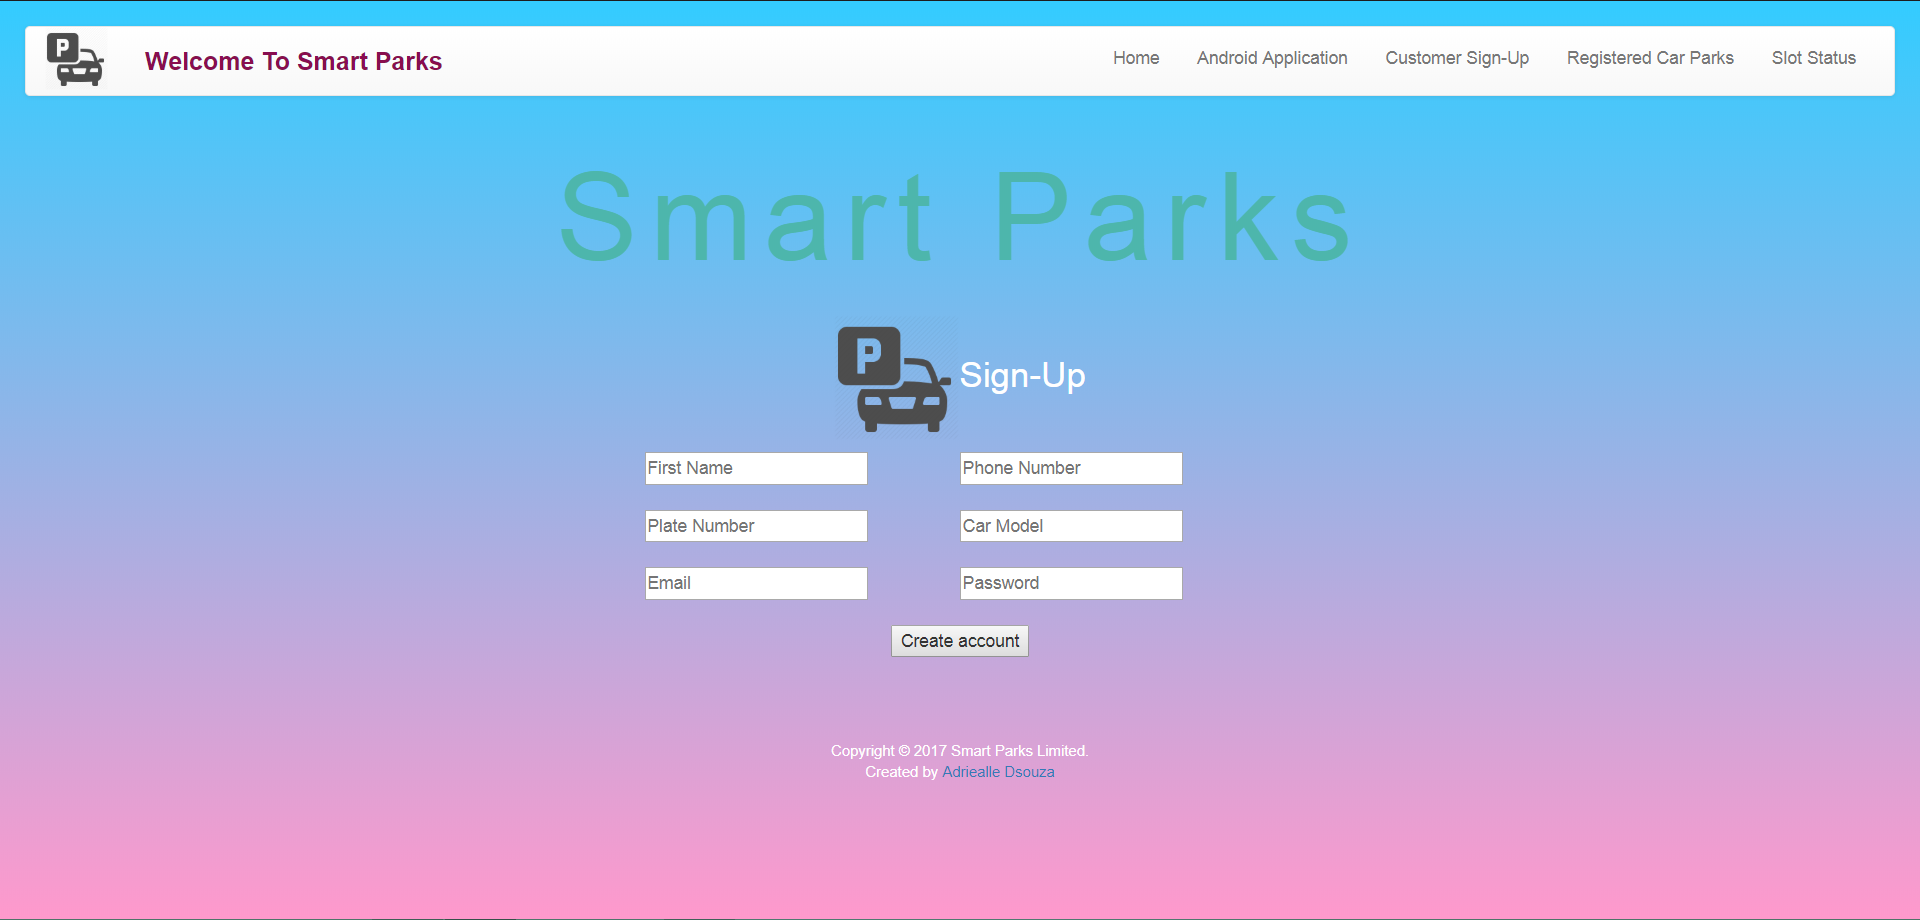 P
Welcome To Smart Parks
Home Android Application Customer Sign-Up Registered Car Parks Slot Status
Smart Parks
P
Sign-Up
First Name Phone Number
Plate Number Car Model
Email Password
Create account
Copyright © 2017 Smart Parks Limited.
Created by Adriealle Dsouza